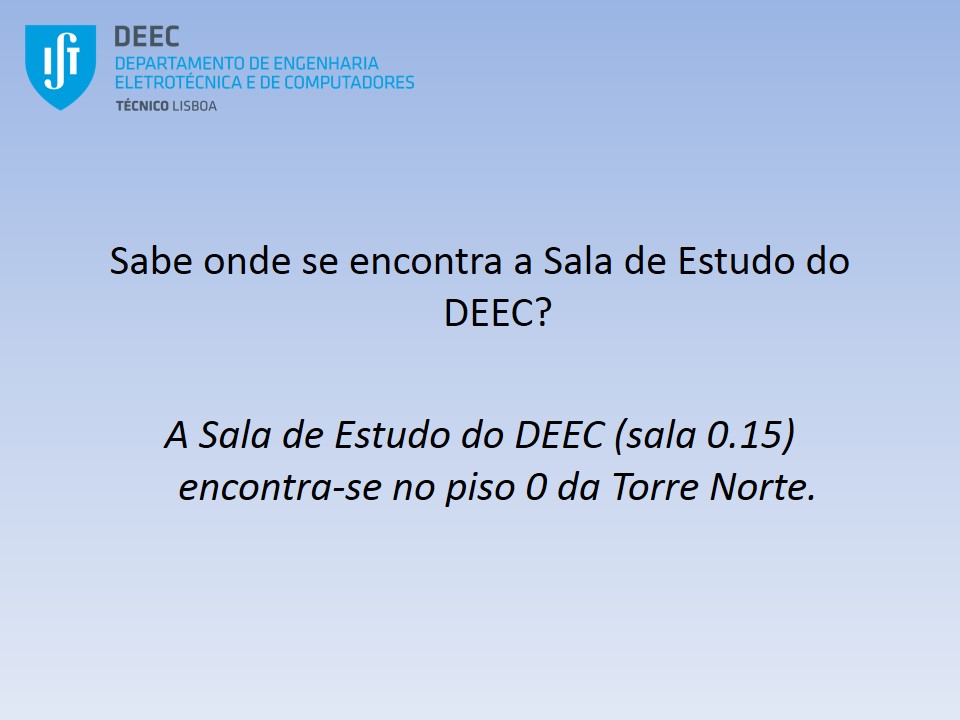 DEEC
DEPARTAMENTO DE ENGENHARIA
ELETROTÉCNICA E DE COMPUTADORES
TÉCNICO LISBOA
Sabe onde se encontra a Sala de Estudo do
DEEC?
A Sala de Estudo do DEEC (sala 0.15)
encontra-se no piso 0 da Torre Norte.